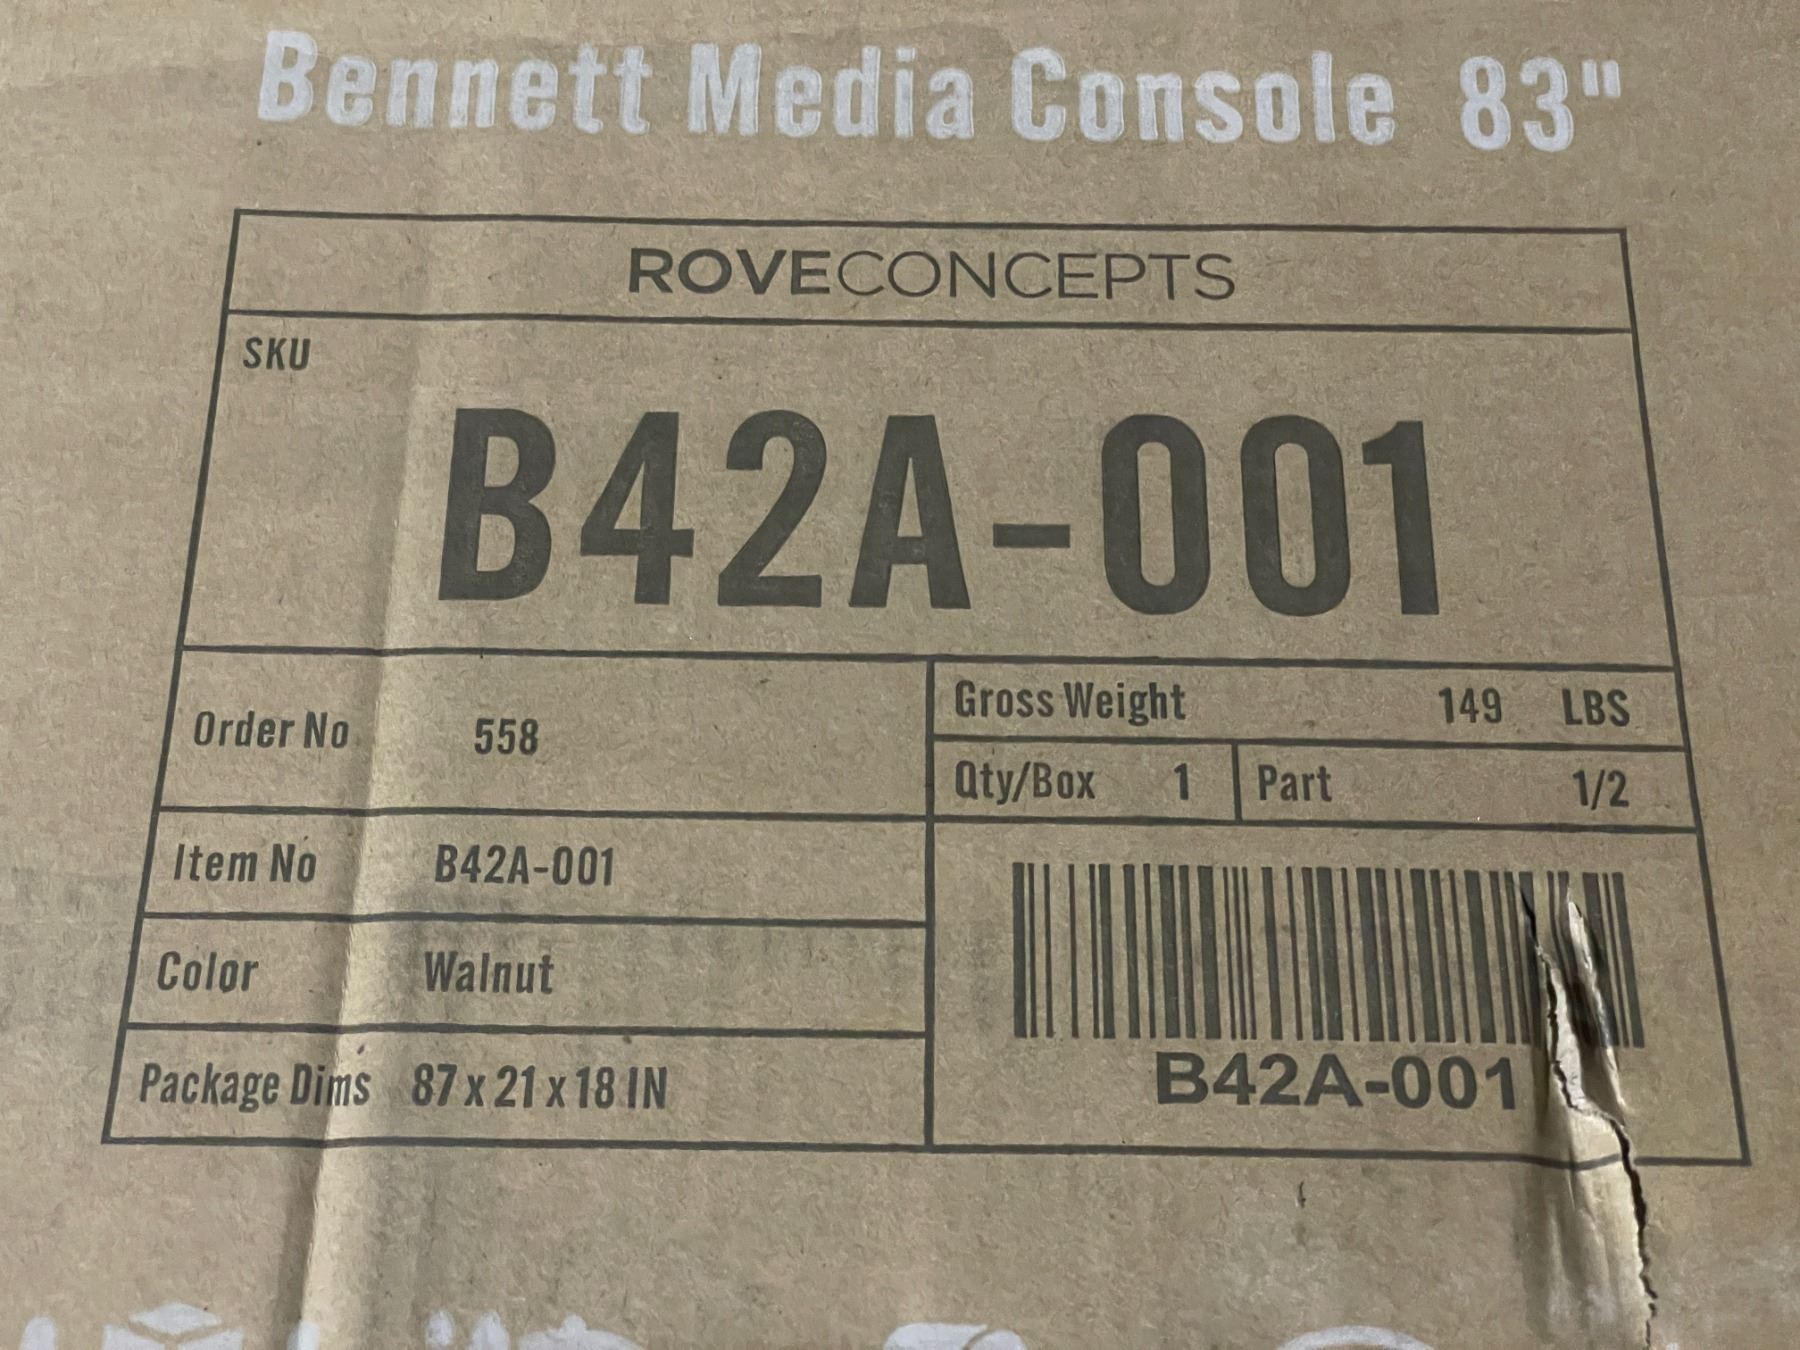 Bennett Media Console 83"
ROVECONCEPTS
SKU
B42A-001
Order No 558
Gross Weight 149 LBS
Qty/Box 1 Part 1/2
Item No B42A-001
Color Walnut
Package Dims 87 x 21 x 18 IN
B42A-001